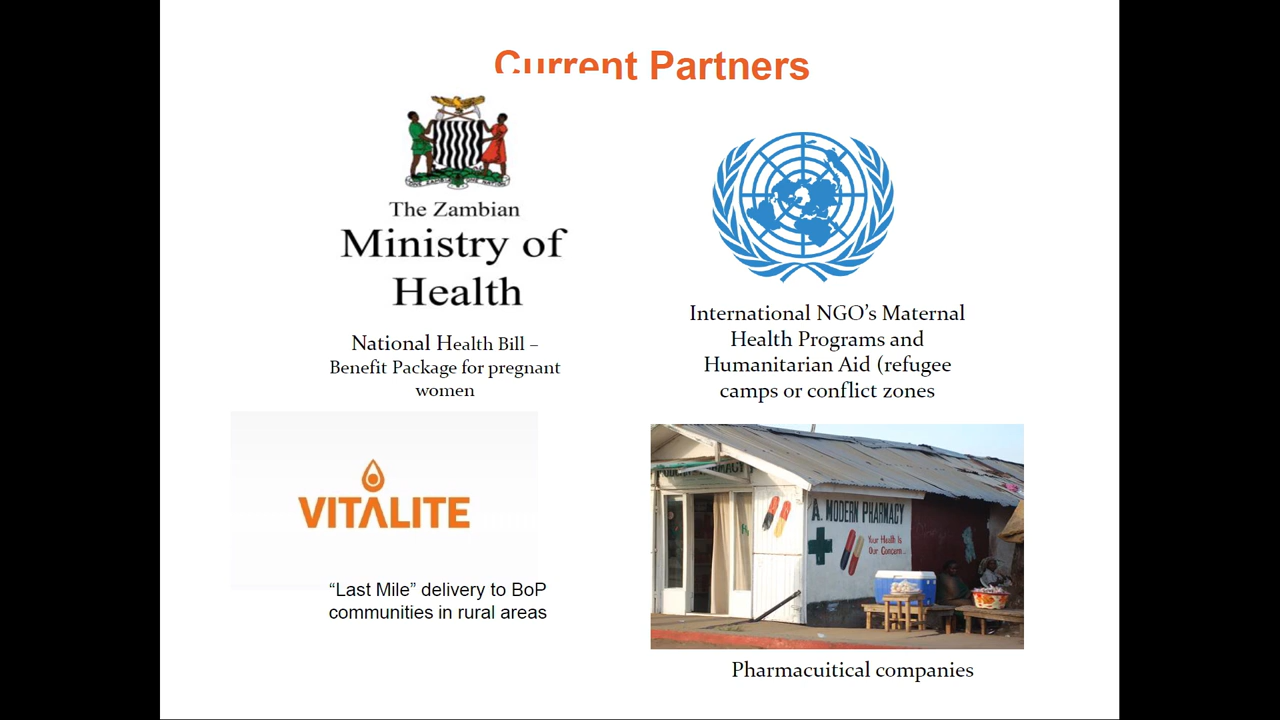 Current Partners
The Zambian
Ministry of
Health
National Health Bill –
Benefit Package for pregnant
women
International NGO's Maternal
Health Programs and
Humanitarian Aid (refugee
camps or conflict zones
VITALITE
“Last Mile” delivery to BoP
communities in rural areas
A. MODERN PHARMACY
Your Health Is
Our Concern
Pharmacuitical companies